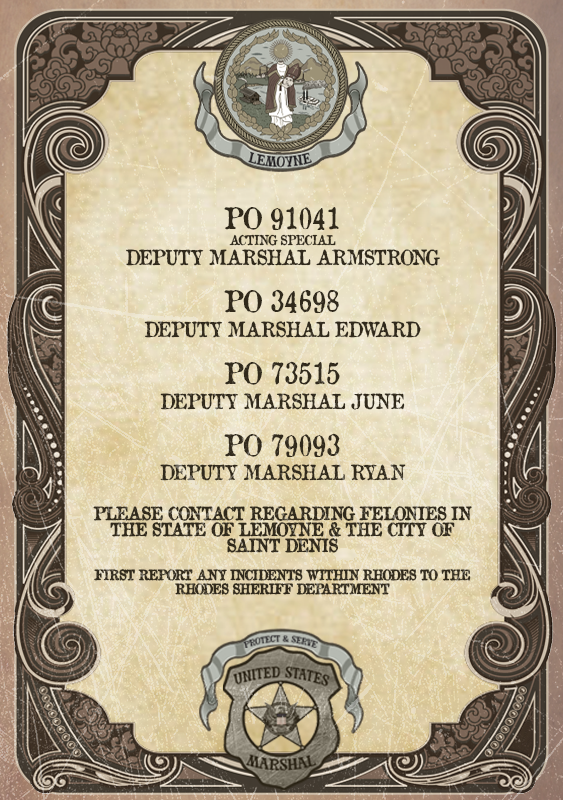 LEMOYNE
PO 91041
ACTING SPECIAL
DEPUTY MARSHAL ARMSTRONG
PO 34698
DEPUTY MARSHAL EDWARD
PO 73515
DEPUTY MARSHAL JUNE
PO 79093
DEPUTY MARSHAL RYAN
PLEASE CONTACT REGARDING FELONIES IN
THE STATE OF LEMOYNE & THE CITY OF
SAINT DENIS
FIRST REPORT ANY INCIDENTS WITHIN RHODES TO THE
RHODES SHERIFF DEPARTMENT
PROTECT & SERVE
UNITED STATES
MARSHAL